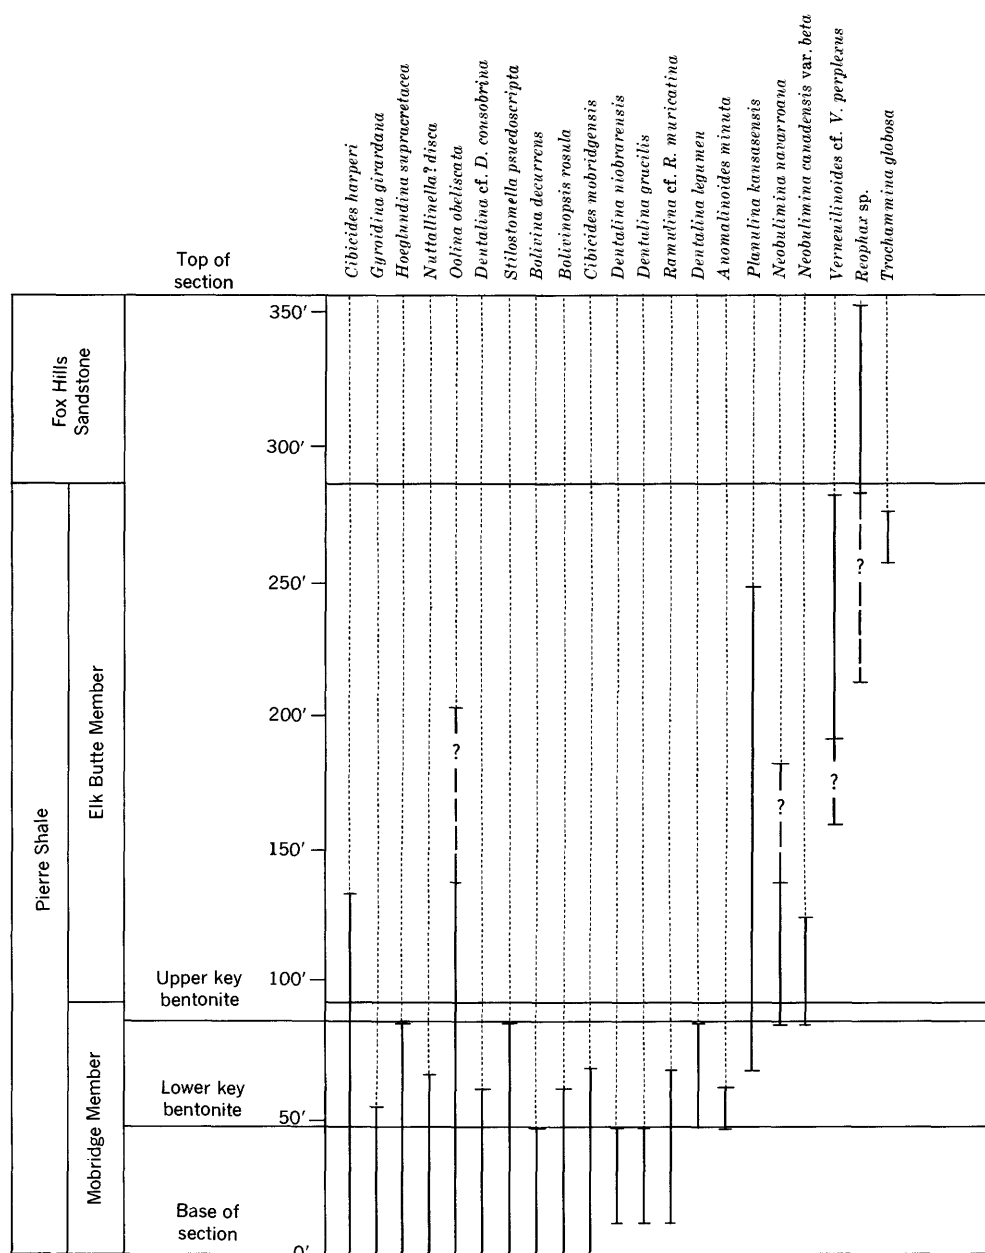 Cibicides harperi
Gyroidina girardana
Hoeglundina supracretacea
Nuttallinella? disca
Oolina obeliscata
Dentalina cf. D. consobrina
Stilostomella psuedoscripta
Bolivina decurrens
Bolivinopsis rosula
Cibicides mobridgensis
Dentalina niobrarensis
Dentalina gracilis
Ramulina cf. R. muricatina
Dentalina legumen
Anomalinoides minuta
Planulina kansasensis
Neobulimina navarroana
Neobulimina canadensis var. beta
Verneuilinoides cf. V. perplexus
Reophax sp.
Trochammina globosa
Top of
section
350′
300′
250′
200′
150′
100′
50′
0′
Fox Hills
Sandstone
Pierre Shale
Elk Butte Member
Mobridge Member
Upper key
bentonite
Lower key
bentonite
Base of
section
?
?
?
?